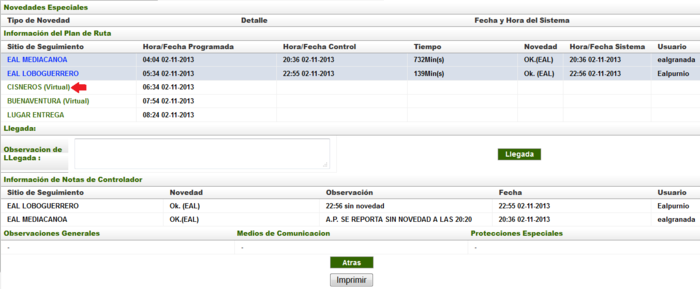 Novedades Especiales
Tipo de Novedad Detalle Fecha y Hora del Sistema
Información del Plan de Ruta
Sitio de Seguimiento Hora/Fecha Programada Hora/Fecha Control Tiempo Novedad Hora/Fecha Sistema Usuario
EAL MEDIACANOA 04:04 02-11-2013 20:36 02-11-2013 732Min(s) OK.(EAL) 20:36 02-11-2013 ealgranada
EAL LOBOGUERRERO 05:34 02-11-2013 22:55 02-11-2013 139Min(s) Ok. (EAL) 22:56 02-11-2013 Ealpurnio
CISNEROS (Virtual) 06:34 02-11-2013
BUENAVENTURA (Virtual) 07:54 02-11-2013
LUGAR ENTREGA 08:24 02-11-2013
Llegada:
Observacion de LLegada : Llegada
Información de Notas de Controlador
Sitio de Seguimiento Novedad Observación Fecha Usuario
EAL LOBOGUERRERO Ok. (EAL) 22:56 sin novedad 22:55 02-11-2013 Ealpurnio
EAL MEDIACANOA OK.(EAL) A.P. SE REPORTA SIN NOVEDAD A LAS 20:20 20:36 02-11-2013 ealgranada
Observaciones Generales Medios de Comunicacion Protecciones Especiales
- - -
Atras
Imprimir